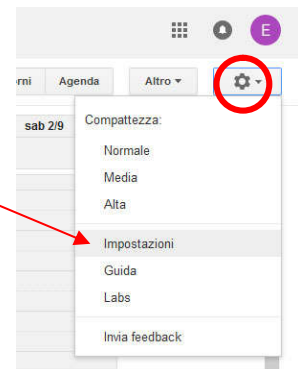 E
rni Agenda Altro
sab 2/9
Compattezza:
Normale
Media
Alta
Impostazioni
Guida
Labs
Invia feedback